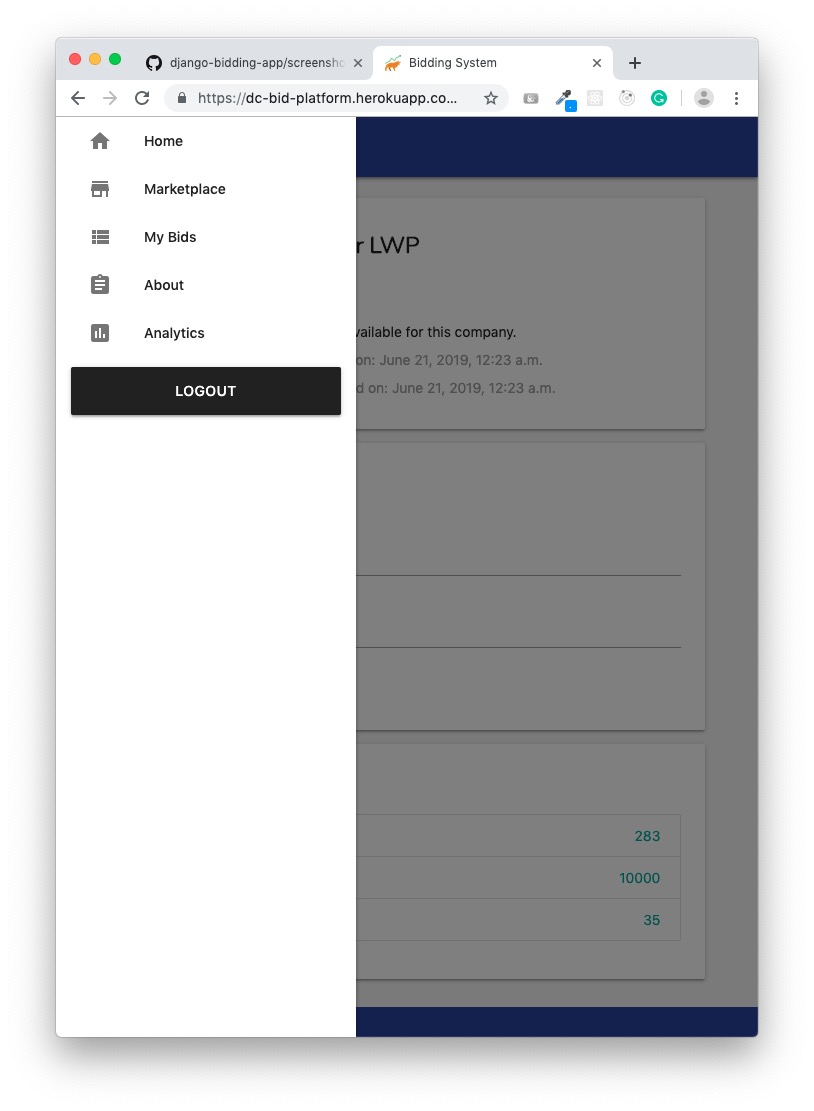 django-bidding-app/screensho
Bidding System
https://dc-bid-platform.herokuapp.co...
Home
Marketplace
r LWP
My Bids
About
vailable for this company.
Analytics
on: June 21, 2019, 12:23 a.m.
d on: June 21, 2019, 12:23 a.m.
LOGOUT
283
10000
35